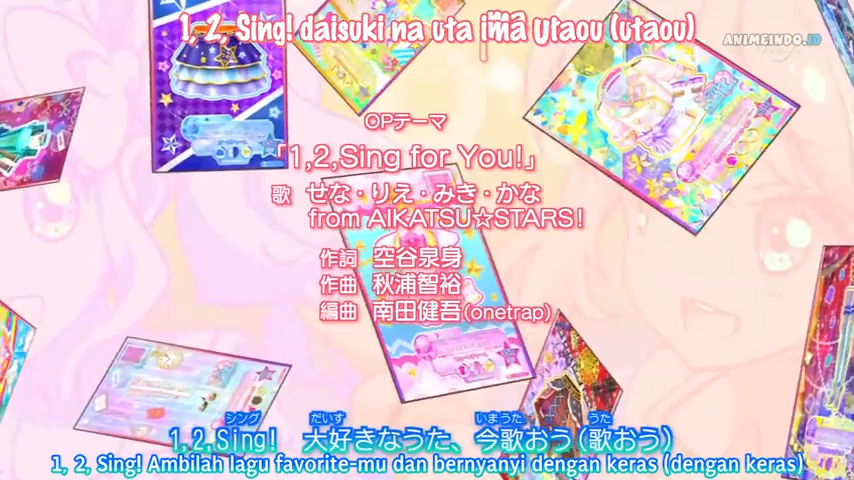 1, 2, Sing! daisuki na uta ima utaou (utaou)
ANIMEINDO.ID
OPテーマ
「1,2,Sing for You!」
歌 せな・りえ・みき・かな
from AIKATSU☆STARS!
作詞 空谷泉身
作曲 秋浦智裕
編曲 南田健吾(onetrap)
シング だいす いまうた うた
1,2,Sing! 大好きなうた、今歌おう(歌おう)
1, 2, Sing! Ambilah lagu favorite-mu dan bernyanyi dengan keras (dengan keras)